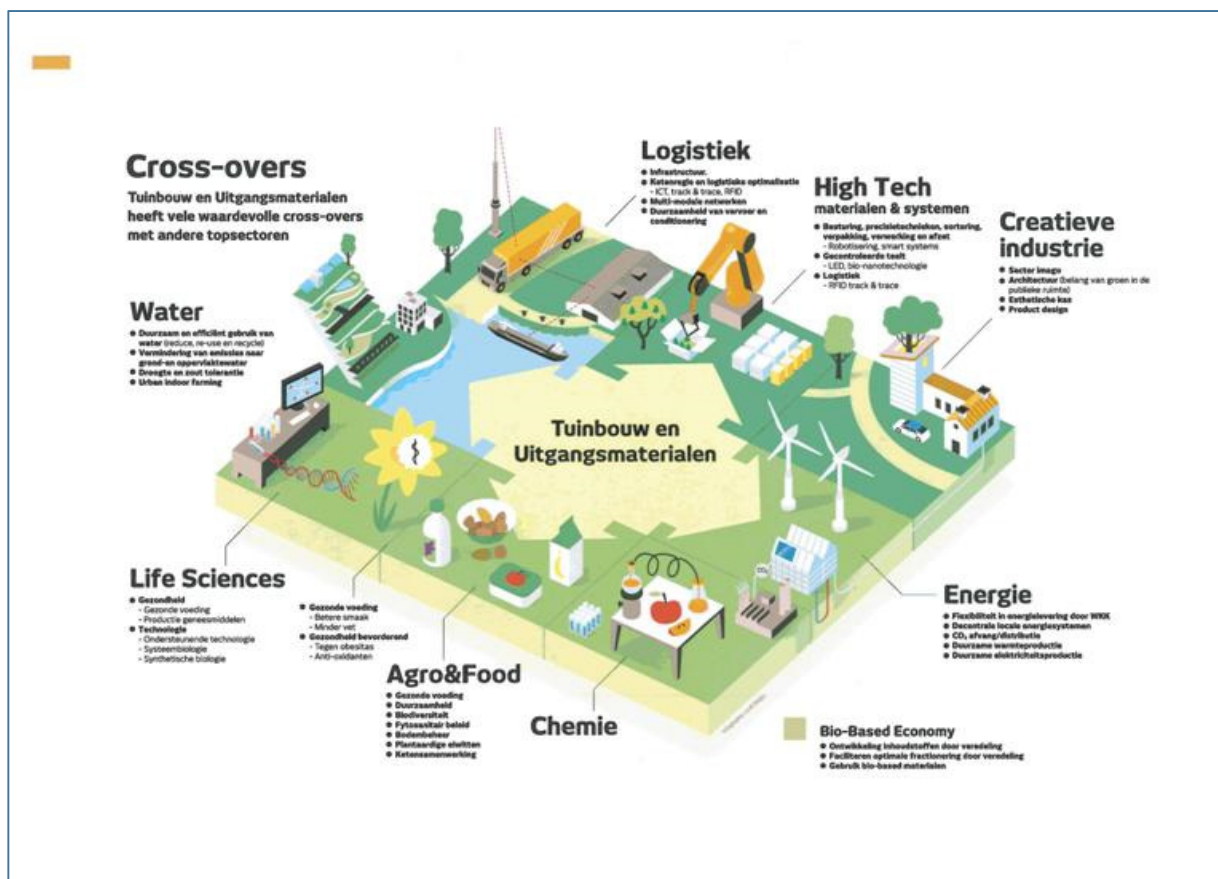 Cross-overs
Tuinbouw en Uitgangsmaterialen
heeft vele waardevolle cross-overs
met andere topsectoren
Logistiek
● Infrastructuur.
● Ketenregie en logistieke optimalisatie
- ICT, track & trace, RFID
● Multi-modale netwerken
● Duurzaamheid van vervoer en
conditionering
High Tech
materialen & systemen
● Besturing, precisietechnieken, sortering,
verpakking, verwerking en afzet
- Robotisering, smart systems
● Gecontroleerde teelt
- LED, bio-nanotechnologie
● Logistiek
- RFID track & trace
Creatieve
industrie
● Sector imago
● Architectuur (belang van groen in de
publieke ruimte)
● Esthetische kas
● Product design
Water
● Duurzaam en efficiënt gebruik van
water (reduce, re-use en recycle)
● Vermindering van emissies naar
grond-en oppervlaktewater
● Droogte en zout tolerantie
● Urban indoor farming
Tuinbouw en
Uitgangsmaterialen
Life Sciences
● Gezondheid
- Gezonde voeding
- Productie geneesmiddelen
● Technologie
- Ondersteunende technologie
- Systeembiologie
- Synthetische biologie
● Gezonde voeding
- Betere smaak
- Minder vet
● Gezondheid bevorderend
- Tegen obesitas
- Anti-oxidanten
Agro&Food
● Gezonde voeding
● Duurzaamheid
● Biodiversiteit
● Fytosanitair beleid
● Bodembeheer
● Plantaardige eiwitten
● Ketensamenwerking
Chemie
CO₂
Energie
● Flexibiliteit in energielevering door WKK
● Decentrale locale energiesystemen
● CO₂ afvang/distributie
● Duurzame warmteproductie
● Duurzame elektriciteitsproductie
Bio-Based Economy
● Ontwikkeling inhoudstoffen door veredeling
● Faciliteren optimale fractionering door veredeling
● Gebruik bio-based materialen